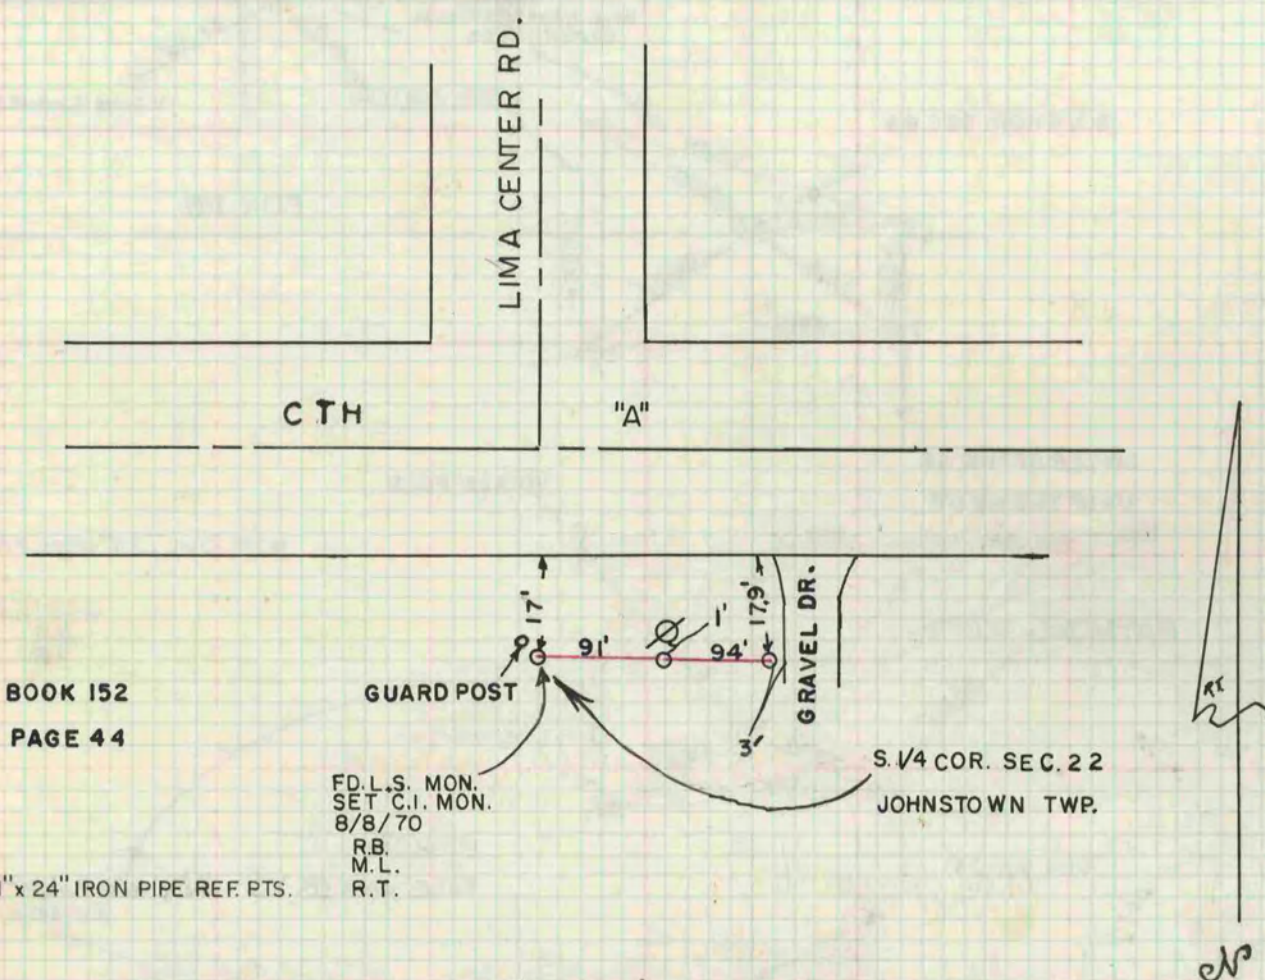 LIMA CENTER RD.
CTH "A"
17'
1'
17.9'
91'
94'
GRAVEL DR.
GUARD POST
3'
BOOK 152
PAGE 44
S. 1/4 COR. SEC. 22
JOHNSTOWN TWP.
FD. L.S. MON.
SET C.I. MON.
8/8/70
R.B.
M.L.
R.T.
1" x 24" IRON PIPE REF. PTS.
RT
N